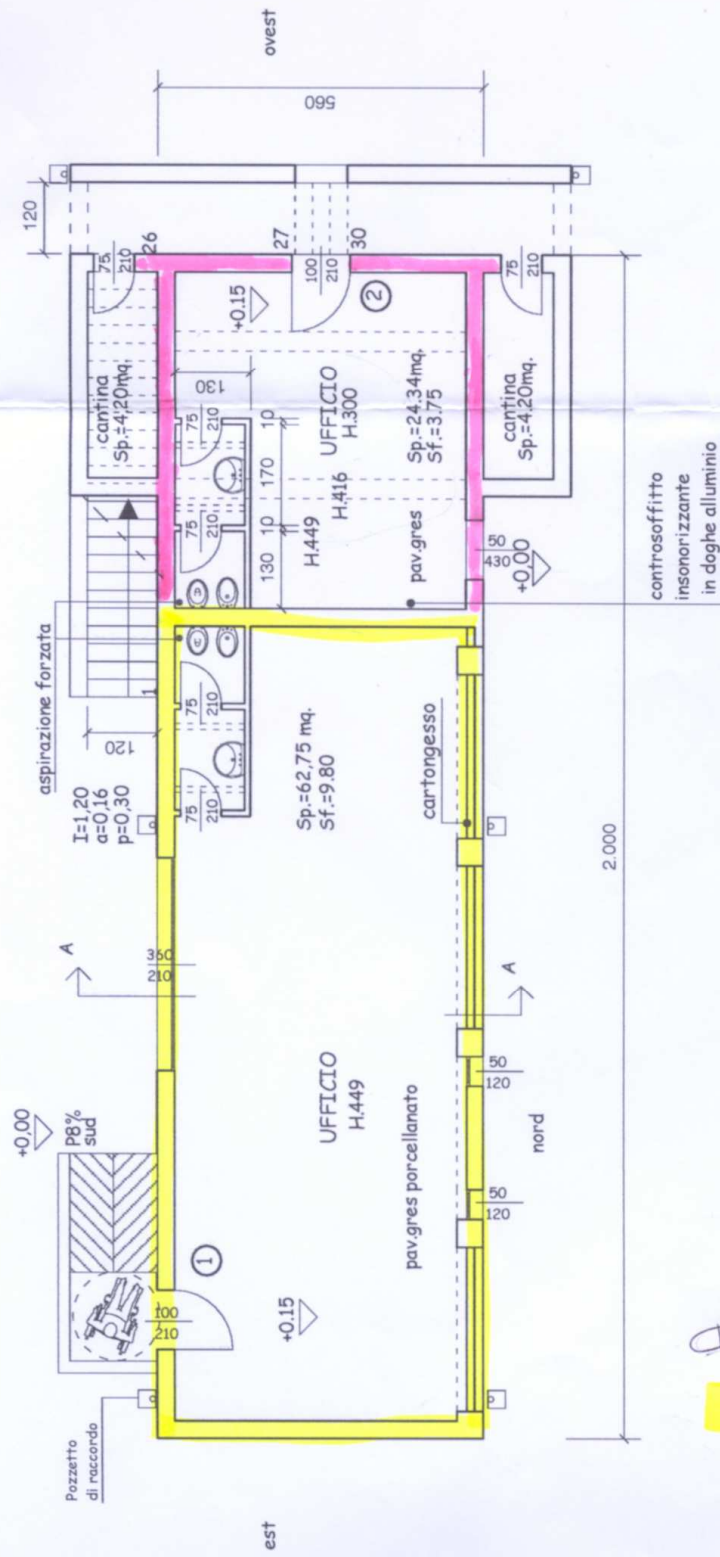 ovest
560
120
75
210
26
27
30
100
210
75
210
cantina
Sp.=4,20mq.
+0.15
2
130
UFFICIO
H.300
Sp.=24.34mq.
Sf.=3.75
cantina
Sp.=4.20mq.
75
210
10
170
10
130
75
210
H.416
H.449
pav.gres
50
430
+0,00
controsoffitto
insonorizzante
in doghe alluminio
aspirazione forzata
1
120
I=1,20
a=0,16
p=0,30
75
210
75
210
Sp.=62,75 mq.
Sf.=9.80
cartongesso
2.000
A
360
210
A
+0,00
P8%
sud
UFFICIO
H.449
pav.gres porcellanato
50
120
nord
50
120
1
100
210
+0.15
Pozzetto
di raccordo
est